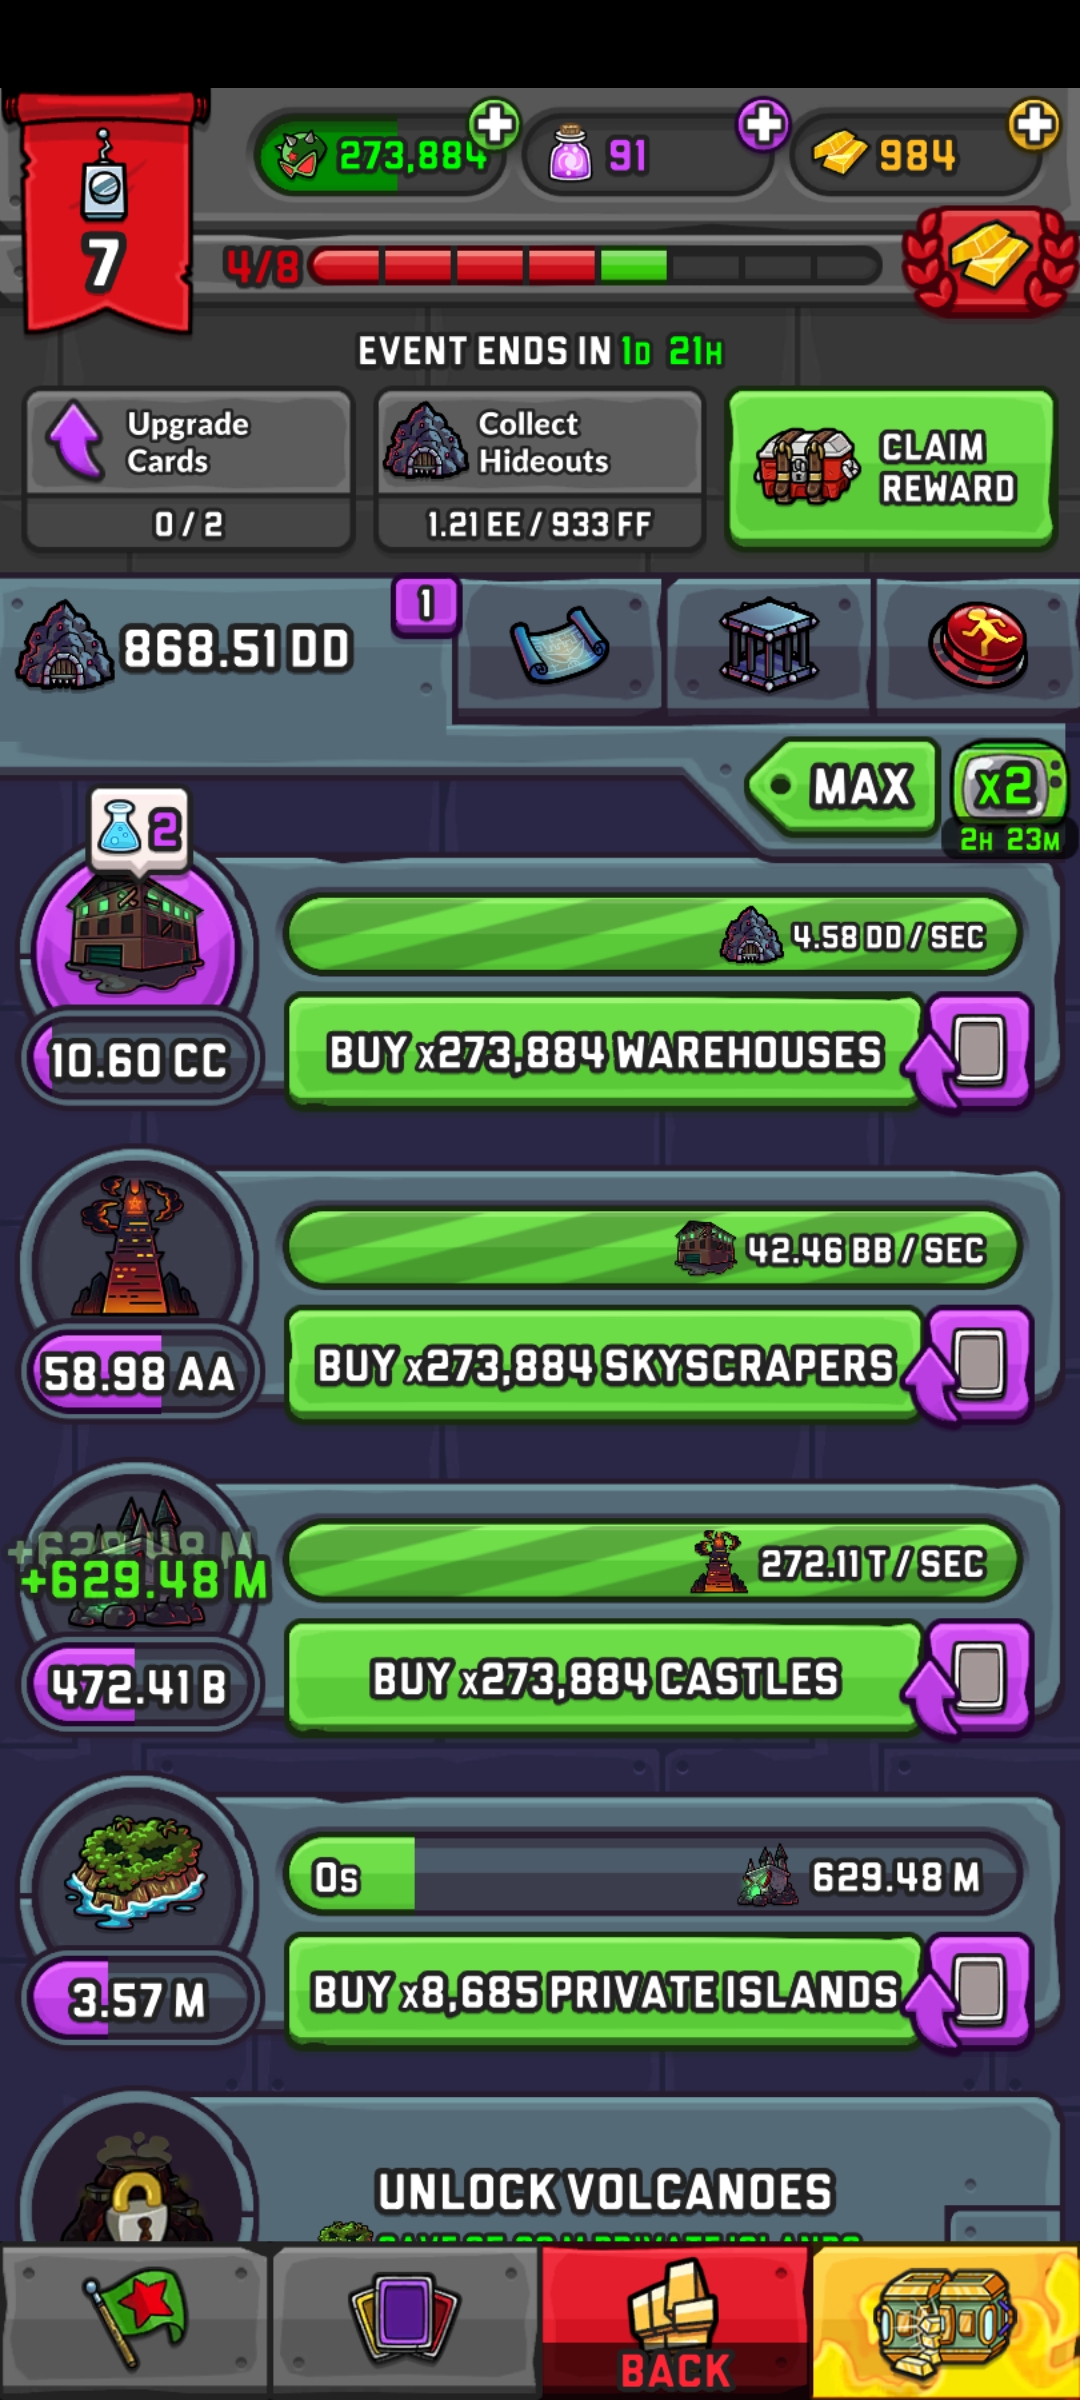 273,884
91
984
7
4/8
EVENT ENDS IN 1D 21H
Upgrade
Cards
0 / 2
Collect
Hideouts
1.21 EE / 933 FF
CLAIM
REWARD
868.51 DD
1
MAX
x2
2H 23M
2
4.58 DD / SEC
10.60 CC
BUY x273,884 WAREHOUSES
42.46 BB / SEC
58.98 AA
BUY x273,884 SKYSCRAPERS
+629.48 M
+629.48 M
272.11 T / SEC
472.41 B
BUY x273,884 CASTLES
0s
629.48 M
3.57 M
BUY x8,685 PRIVATE ISLANDS
UNLOCK VOLCANOES
BACK